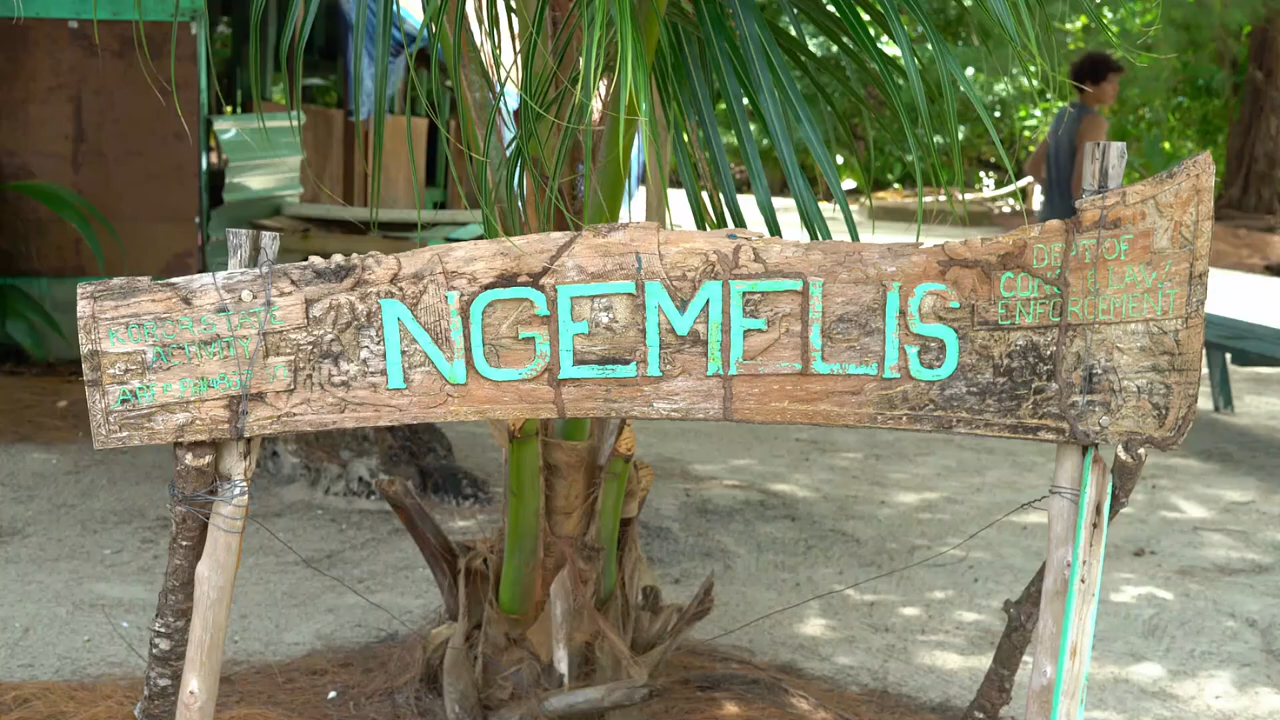 KOROR STATE
ACTIVITY
NGEMELIS
DEPT OF
CONS & LAW
ENFORCEMENT